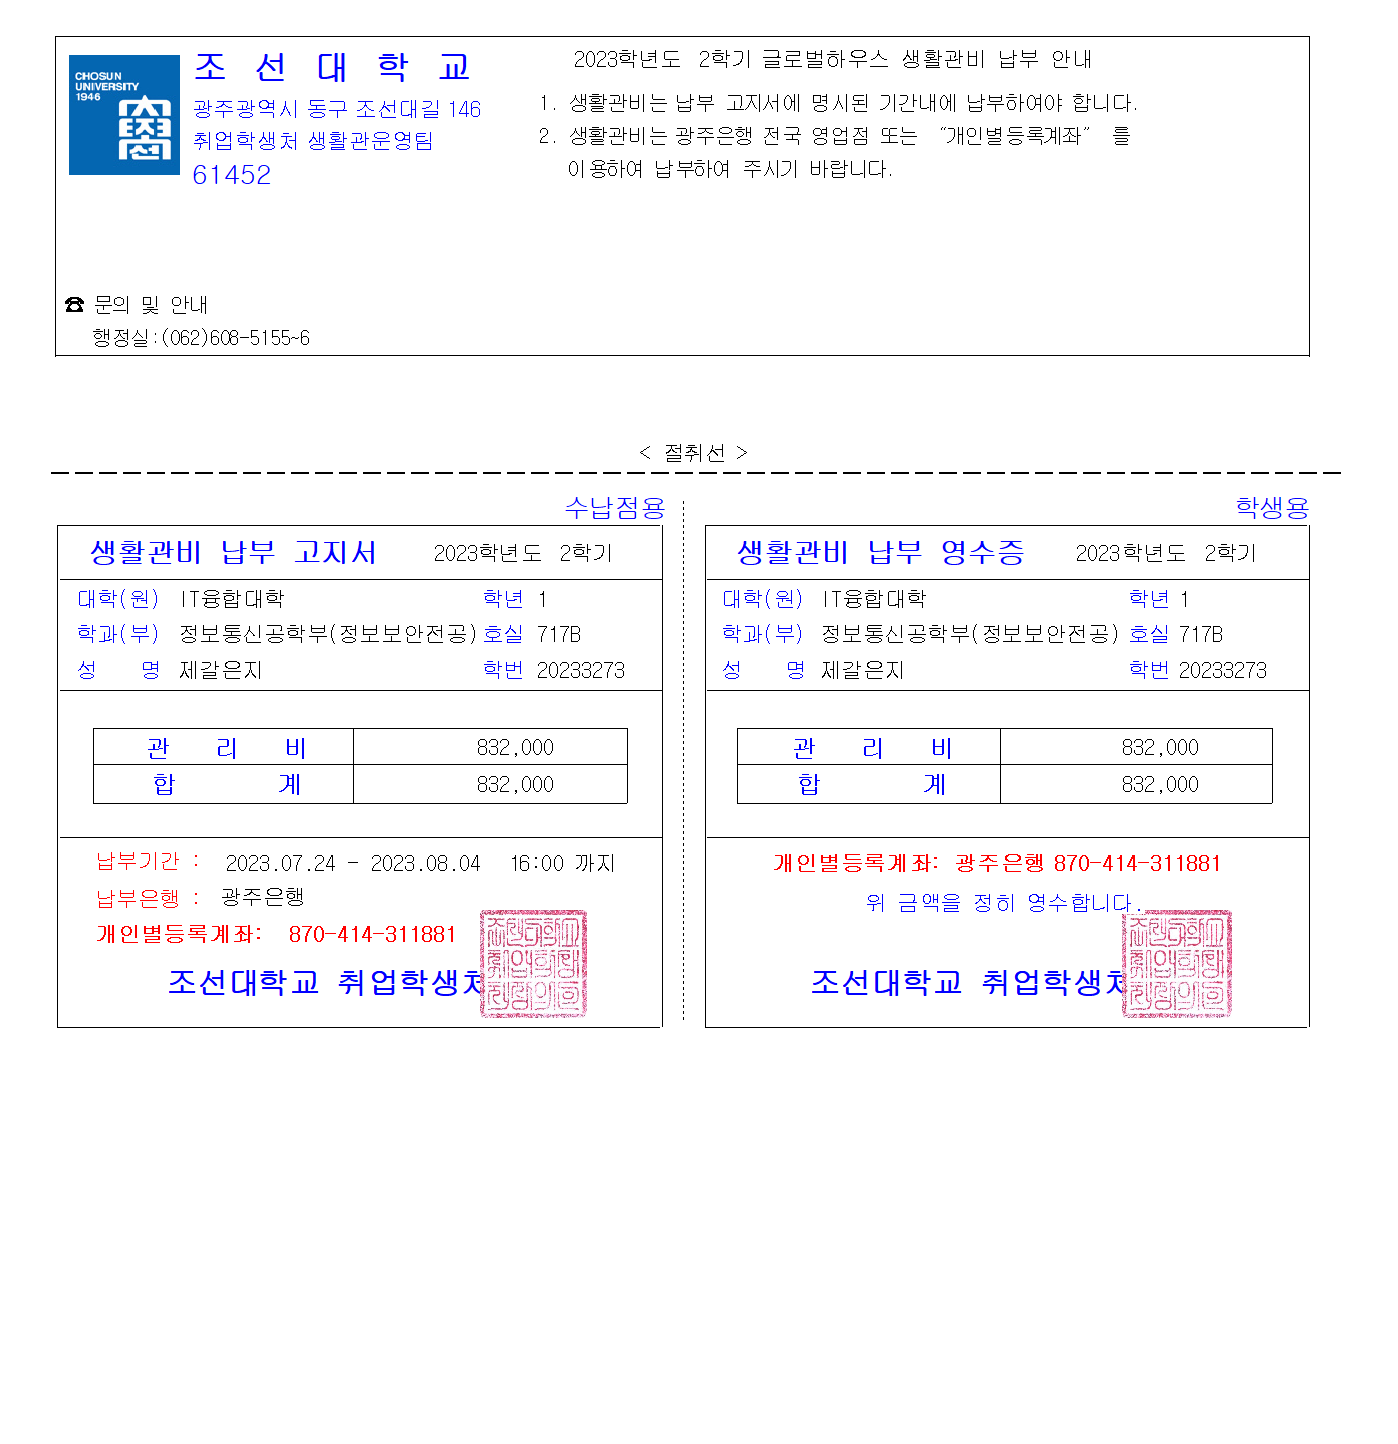 CHOSUN
UNIVERSITY
1946
조 선 대 학 교
광주광역시 동구 조선대길 146
취업학생처 생활관운영팀
61452
2023학년도 2학기 글로벌하우스 생활관비 납부 안내
1. 생활관비는 납부 고지서에 명시된 기간내에 납부하여야 합니다.
2. 생활관비는 광주은행 전국 영업점 또는 “개인별등록계좌” 를
이용하여 납부하여 주시기 바랍니다.
☎ 문의 및 안내
행정실:(062)608-5155~6
< 절취선 >
수납점용
생활관비 납부 고지서 2023학년도 2학기
대학(원) IT융합대학 학년 1
학과(부) 정보통신공학부(정보보안전공) 호실 717B
성 명 제갈은지 학번 20233273
관 리 비 832,000
합 계 832,000
납부기간 : 2023.07.24 - 2023.08.04 16:00 까지
납부은행 : 광주은행
개인별등록계좌: 870-414-311881
조선대학교 취업학생처
학생용
생활관비 납부 영수증 2023학년도 2학기
대학(원) IT융합대학 학년 1
학과(부) 정보통신공학부(정보보안전공) 호실 717B
성 명 제갈은지 학번 20233273
관 리 비 832,000
합 계 832,000
개인별등록계좌: 광주은행 870-414-311881
위 금액을 정히 영수합니다.
조선대학교 취업학생처